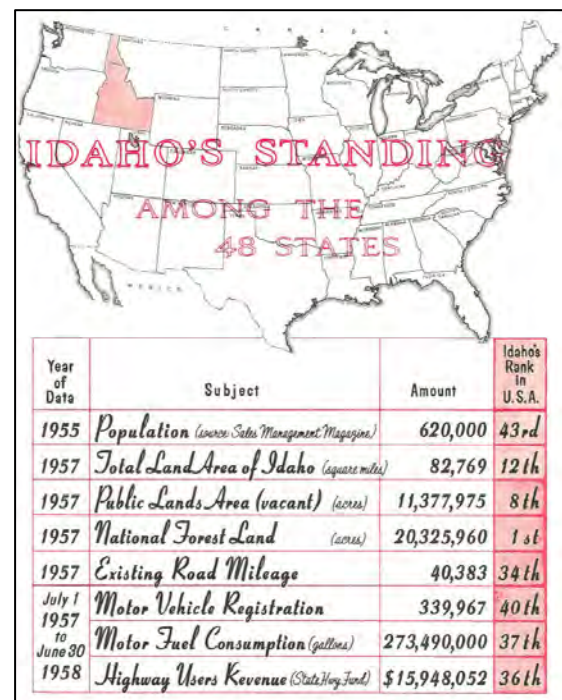 CANADA
IDAHO'S STANDING
AMONG THE
48 STATES
MEXICO
Year
of
Data
Subject
Amount
Idaho's
Rank
in
U.S.A.
1955 Population (source Sales Management Magazine) 620,000 43rd
1957 Total Land Area of Idaho (square miles) 82,769 12th
1957 Public Lands Area (vacant) (acres) 11,377,975 8th
1957 National Forest Land (acres) 20,325,960 1st
1957 Existing Road Mileage 40,383 34th
July 1
1957
to
June 30
1958
Motor Vehicle Registration 339,967 40th
Motor Fuel Consumption (gallons) 273,490,000 37th
Highway Users Revenue (State Hwy. Fund) $15,948,052 36th